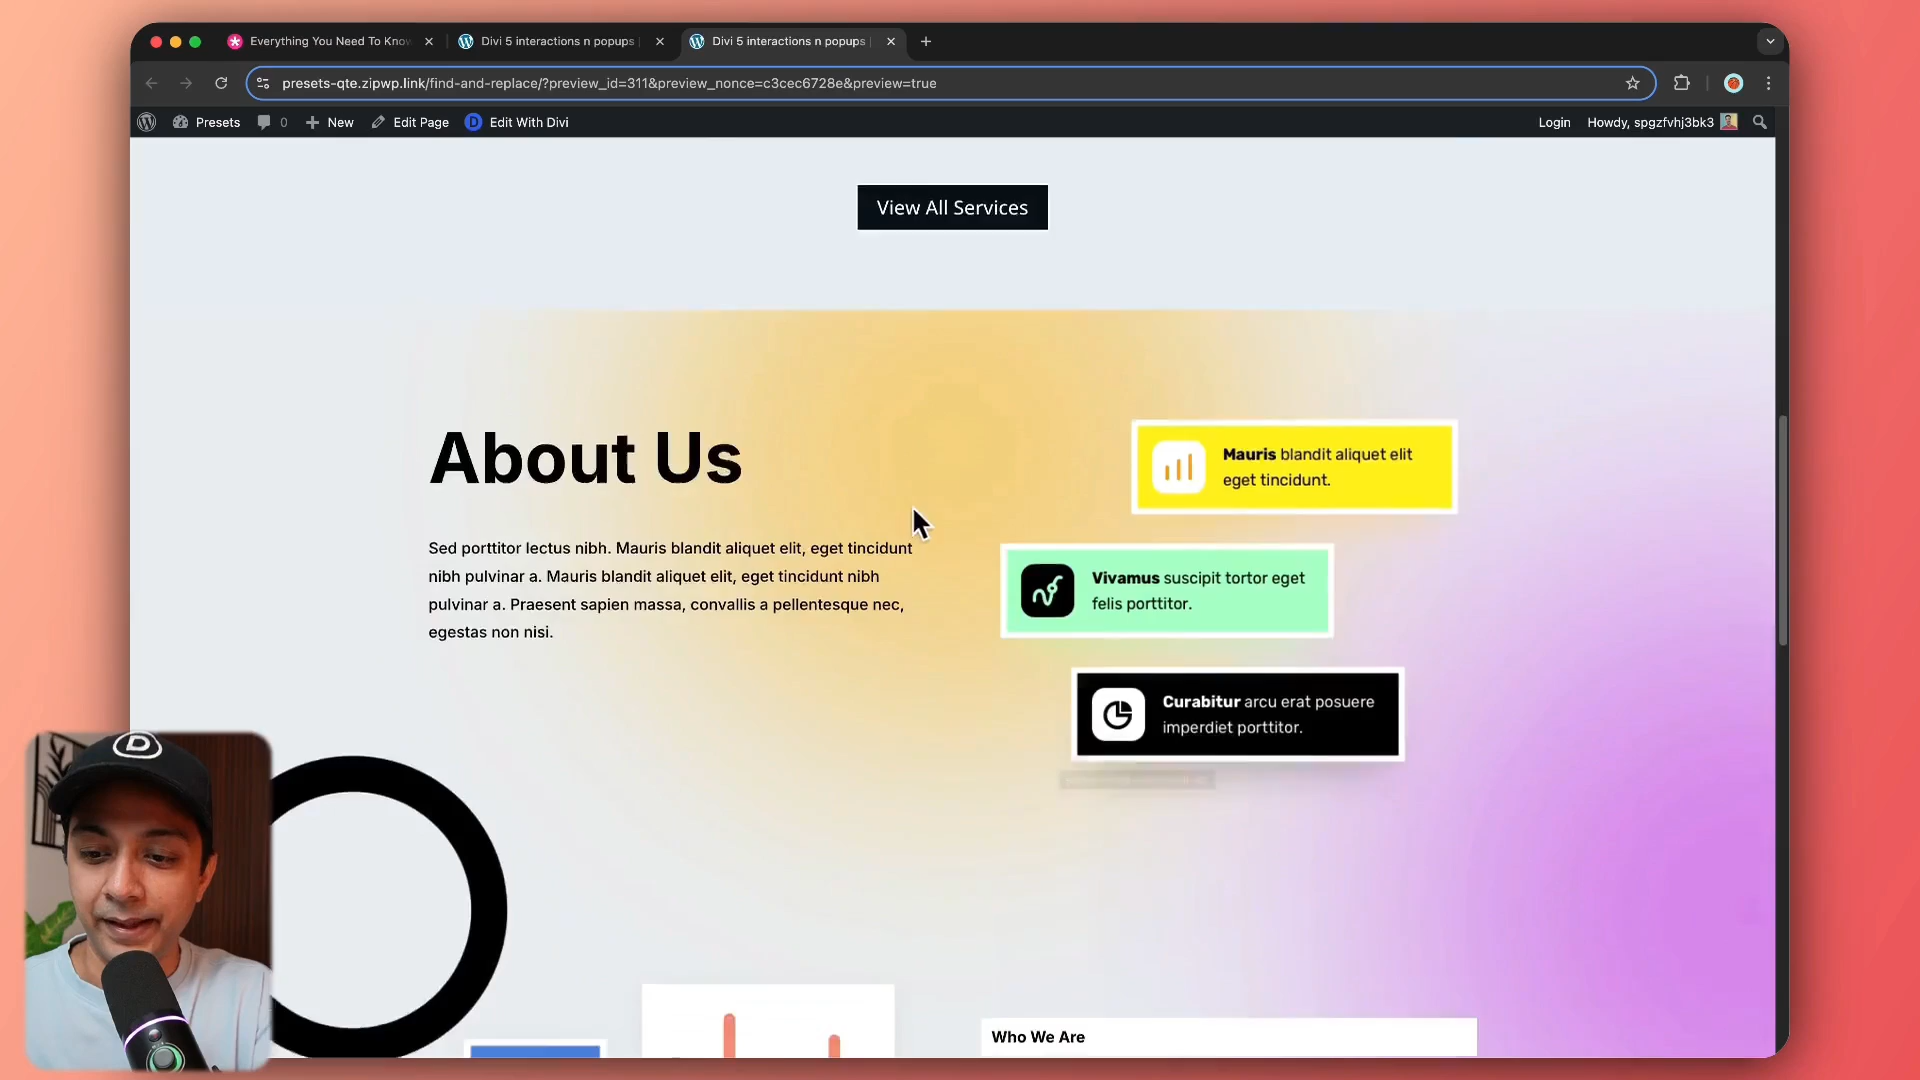 Everything You Need To Know
Divi 5 interactions n popups
Divi 5 interactions n popups
presets-qte.zipwp.link/find-and-replace/?preview_id=311&preview_nonce=c3cec6728e&preview=true
Presets
0
New
Edit Page
D
Edit With Divi
Login
Howdy, spgzfvhj3bk3
View All Services
About Us
Sed porttitor lectus nibh. Mauris blandit aliquet elit, eget tincidunt
nibh pulvinar a. Mauris blandit aliquet elit, eget tincidunt nibh
pulvinar a. Praesent sapien massa, convallis a pellentesque nec,
egestas non nisi.
Mauris blandit aliquet elit
eget tincidunt.
Vivamus suscipit tortor eget
felis porttitor.
Curabitur arcu erat posuere
imperdiet porttitor.
D
Who We Are